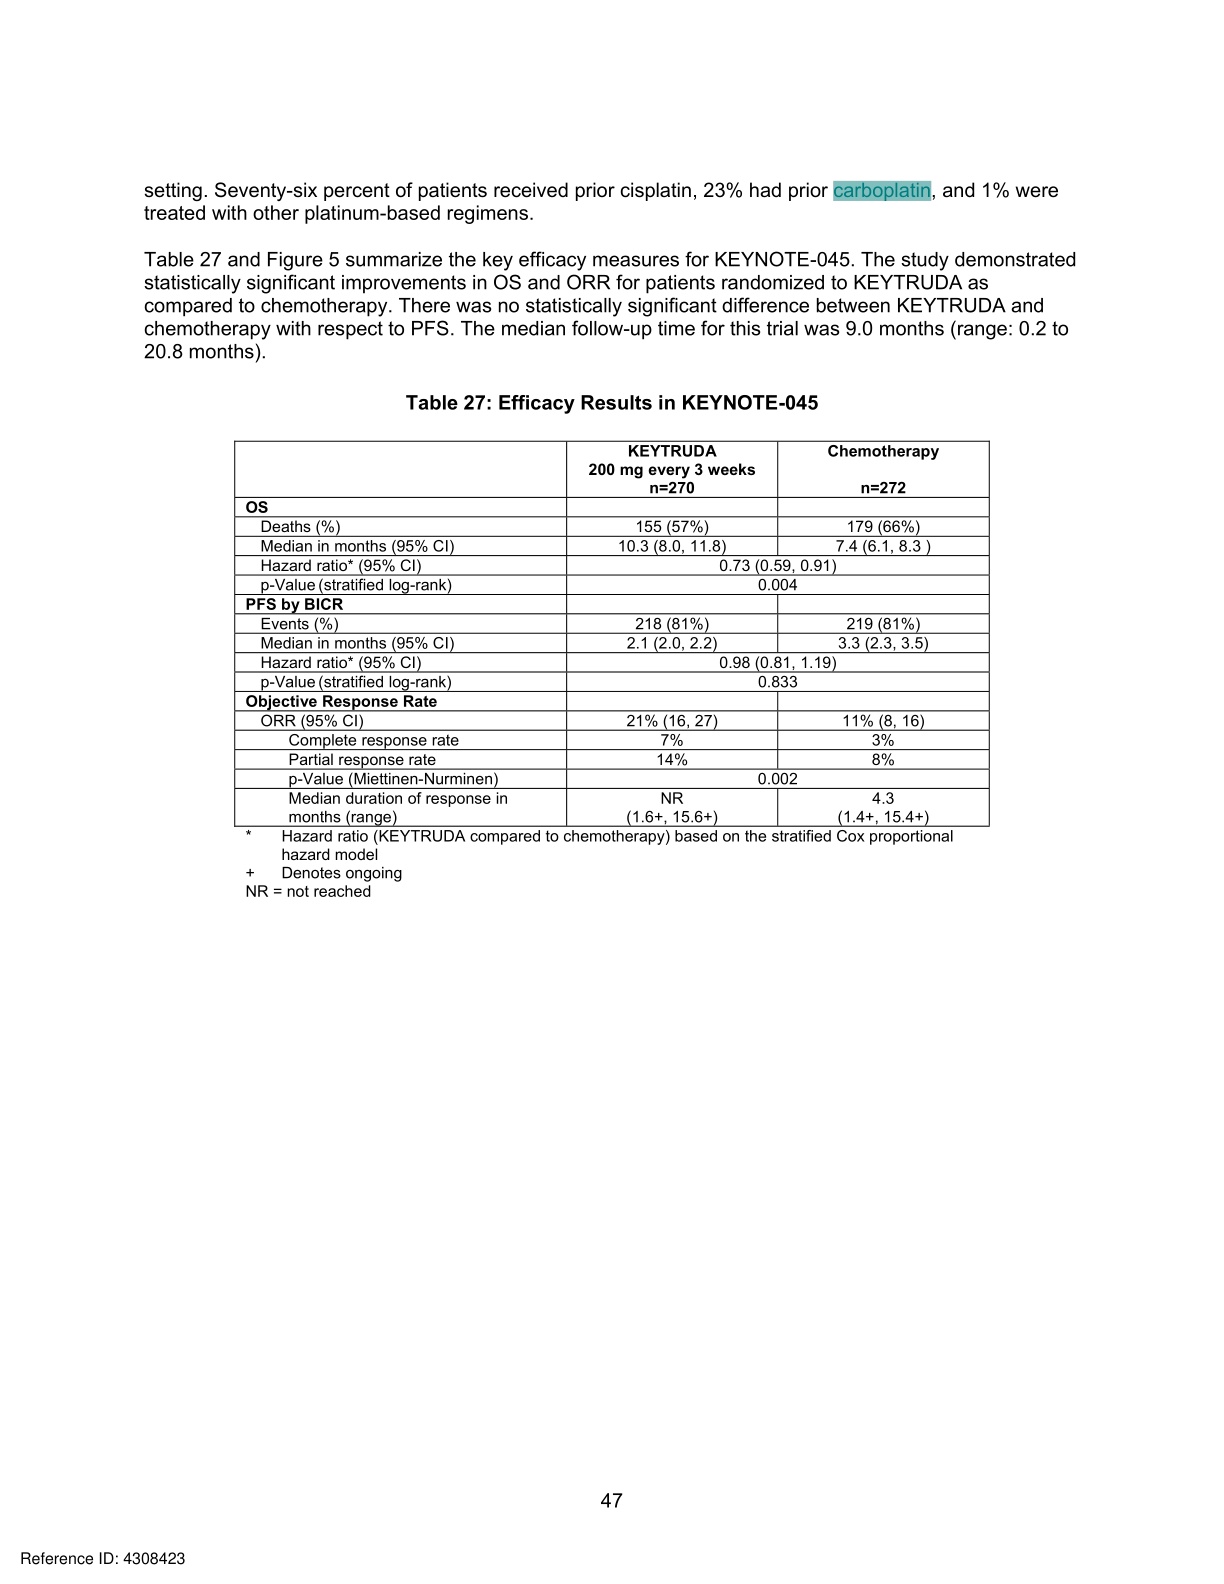 setting. Seventy-six percent of patients received prior cisplatin, 23% had prior carboplatin, and 1% were
treated with other platinum-based regimens.
Table 27 and Figure 5 summarize the key efficacy measures for KEYNOTE-045. The study demonstrated
statistically significant improvements in OS and ORR for patients randomized to KEYTRUDA as
compared to chemotherapy. There was no statistically significant difference between KEYTRUDA and
chemotherapy with respect to PFS. The median follow-up time for this trial was 9.0 months (range: 0.2 to
20.8 months).
Table 27: Efficacy Results in KEYNOTE-045
KEYTRUDA Chemotherapy
200 mg every 3 weeks
n=270 n=272
OS
Deaths (%) 155 (57%) 179 (66%)
Median in months (95% CI) 10.3 (8.0, 11.8) 7.4 (6.1, 8.3 )
Hazard ratio* (95% CI) 0.73 (0.59, 0.91)
p-Value (stratified log-rank) 0.004
PFS by BICR
Events (%) 218 (81%) 219 (81%)
Median in months (95% CI) 2.1 (2.0, 2.2) 3.3 (2.3, 3.5)
Hazard ratio* (95% CI) 0.98 (0.81, 1.19)
p-Value (stratified log-rank) 0.833
Objective Response Rate
ORR (95% CI) 21% (16, 27) 11% (8, 16)
Complete response rate 7% 3%
Partial response rate 14% 8%
p-Value (Miettinen-Nurminen) 0.002
Median duration of response in NR 4.3
months (range) (1.6+, 15.6+) (1.4+, 15.4+)
* Hazard ratio (KEYTRUDA compared to chemotherapy) based on the stratified Cox proportional
hazard model
+ Denotes ongoing
NR = not reached
47
Reference ID: 4308423